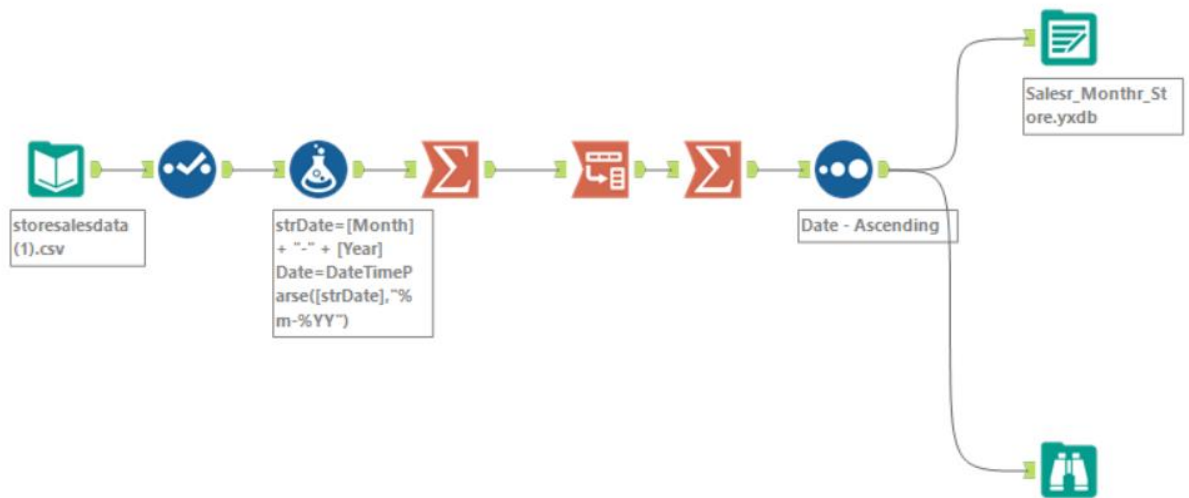 Salesr_Monthr_St
ore.yxdb
storesalesdata
(1).csv
strDate=[Month]
+ "-" + [Year]
Date=DateTimeP
arse([strDate],"%
m-%YY")
Date - Ascending